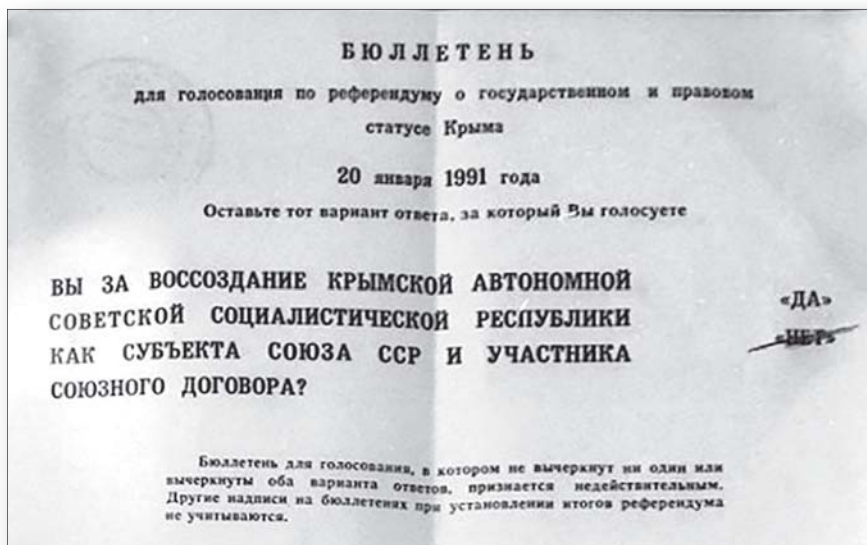 БЮЛЛЕТЕНЬ
для голосования по референдуму о государственном и правовом
статусе Крыма
20 января 1991 года
Оставьте тот вариант ответа, за который Вы голосуете
ВЫ ЗА ВОССОЗДАНИЕ КРЫМСКОЙ АВТОНОМНОЙ
СОВЕТСКОЙ СОЦИАЛИСТИЧЕСКОЙ РЕСПУБЛИКИ
КАК СУБЪЕКТА СОЮЗА ССР И УЧАСТНИКА
СОЮЗНОГО ДОГОВОРА?
«ДА»
«НЕТ»
Бюллетень для голосования, в котором не вычеркнут ни один или
вычеркнуты оба варианта ответов, признается недействительным.
Другие надписи на бюллетенях при установлении итогов референдума
не учитываются.